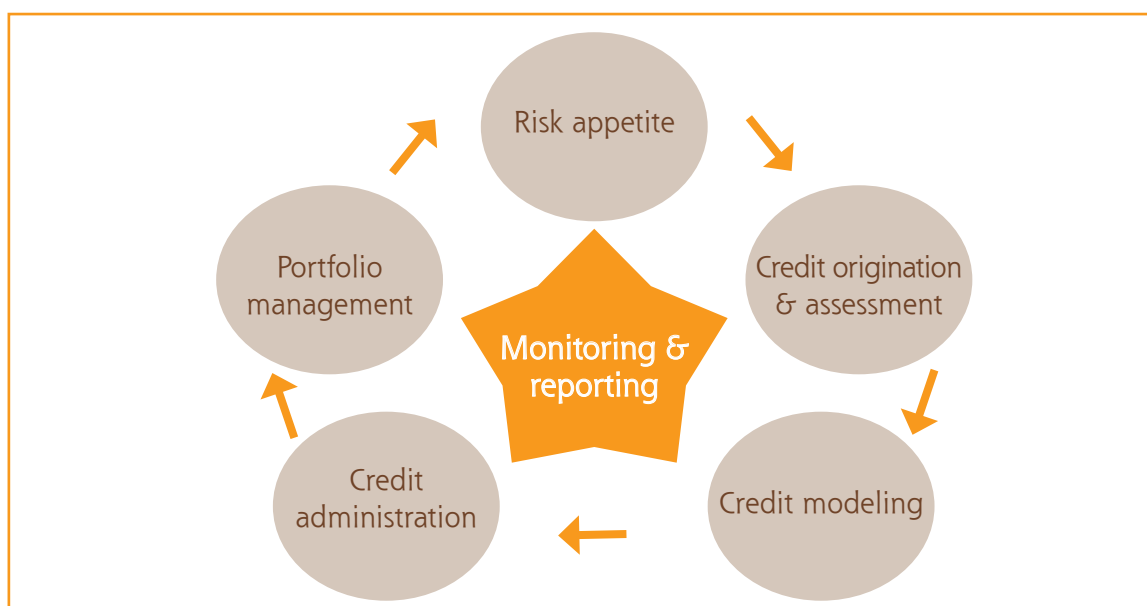 Risk appetite
Credit origination
& assessment
Credit modeling
Credit
administration
Portfolio
management
Monitoring &
reporting